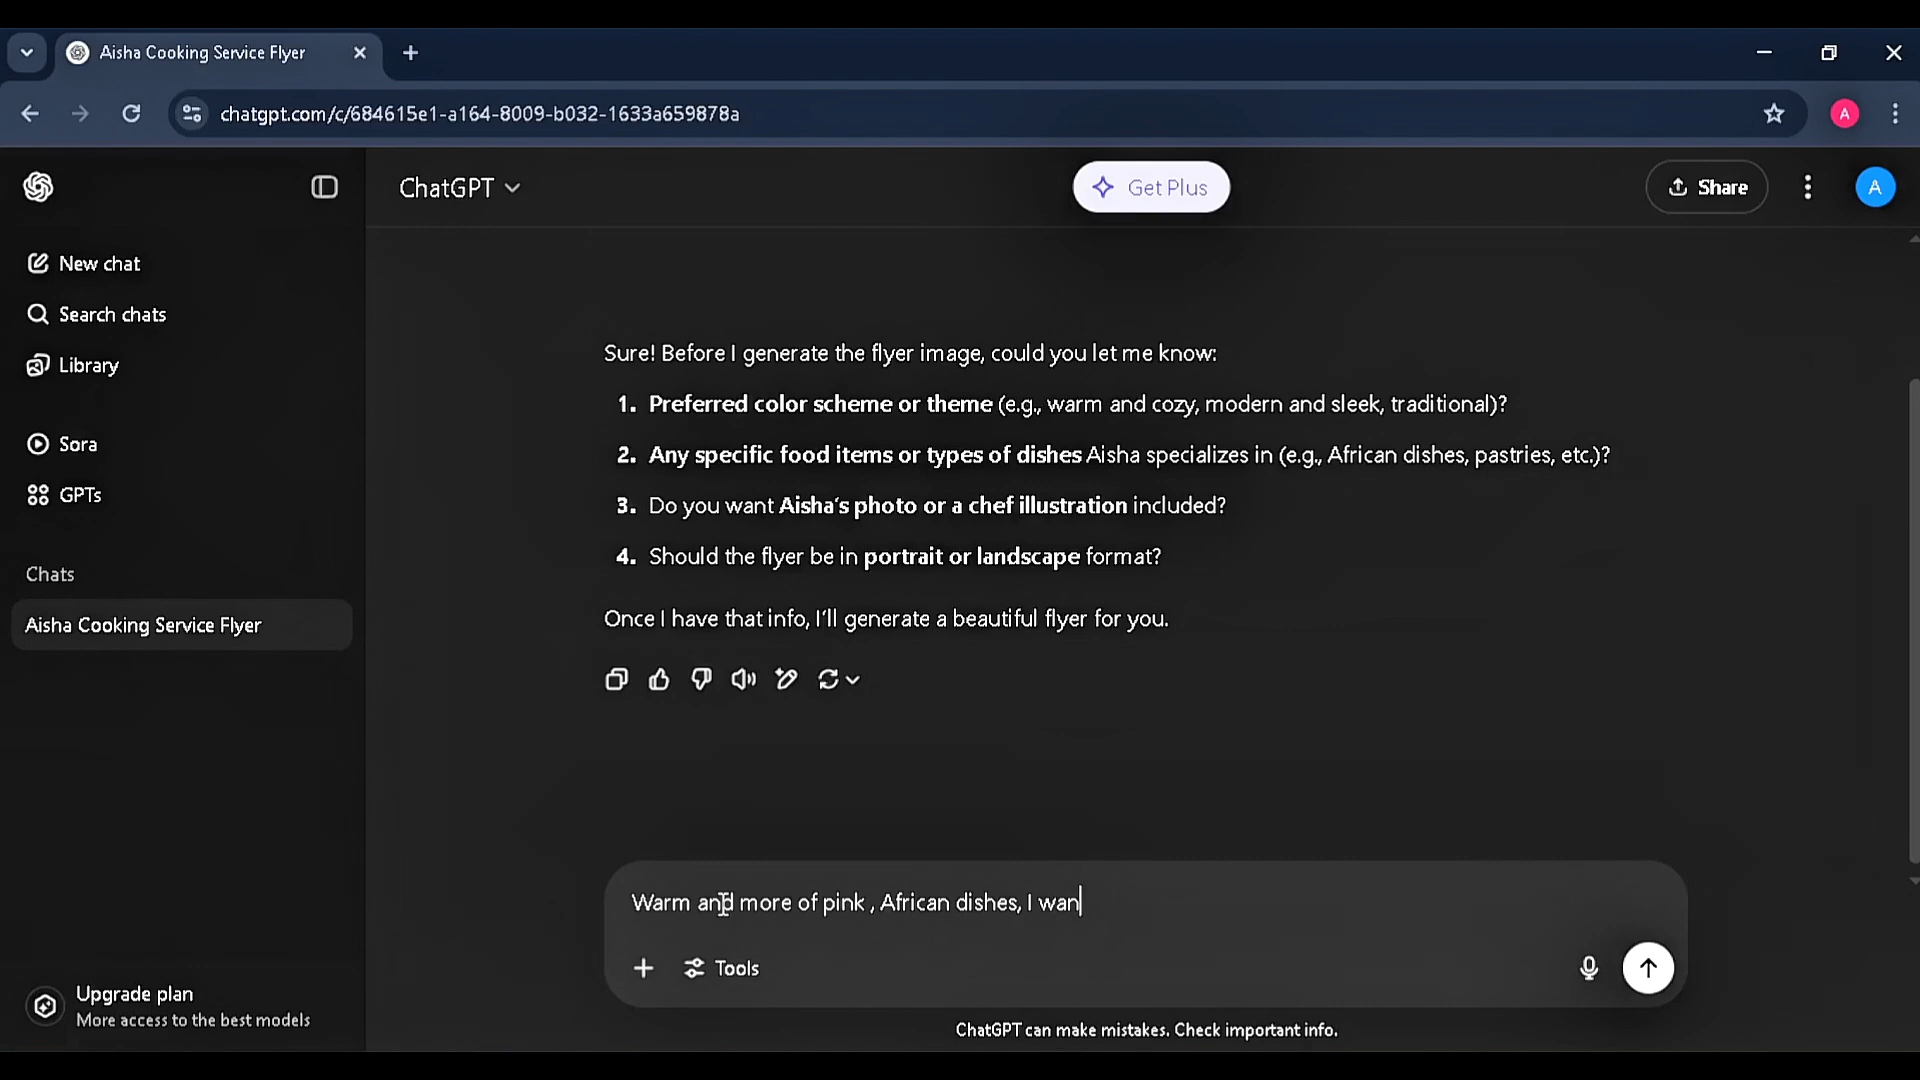 Aisha Cooking Service Flyer
chatgpt.com/c/684615e1-a164-8009-b032-1633a659878a
A
ChatGPT
Get Plus
Share
A
New chat
Search chats
Library
Sora
GPTs
Chats
Aisha Cooking Service Flyer
Upgrade plan
More access to the best models
Sure! Before I generate the flyer image, could you let me know:
1. Preferred color scheme or theme (e.g., warm and cozy, modern and sleek, traditional)?
2. Any specific food items or types of dishes Aisha specializes in (e.g., African dishes, pastries, etc.)?
3. Do you want Aisha's photo or a chef illustration included?
4. Should the flyer be in portrait or landscape format?
Once I have that info, I'll generate a beautiful flyer for you.
Warm and more of pink , African dishes, I wan
Tools
ChatGPT can make mistakes. Check important info.